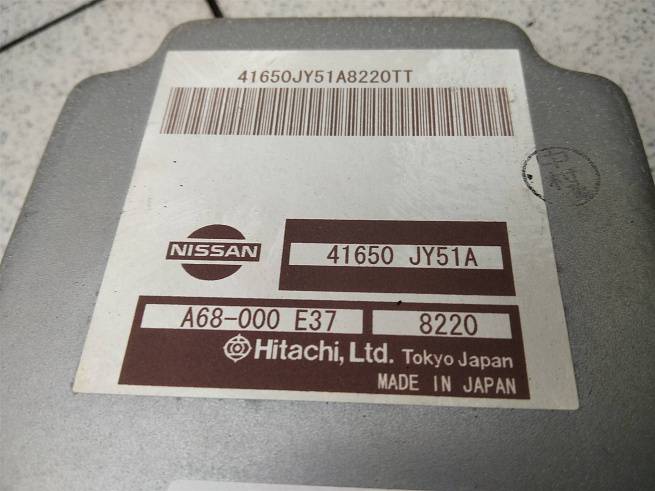 41650JY51A8220TT
NISSAN
41650 JY51A
A68-000 E37
8220
Hitachi, Ltd. Tokyo Japan
MADE IN JAPAN